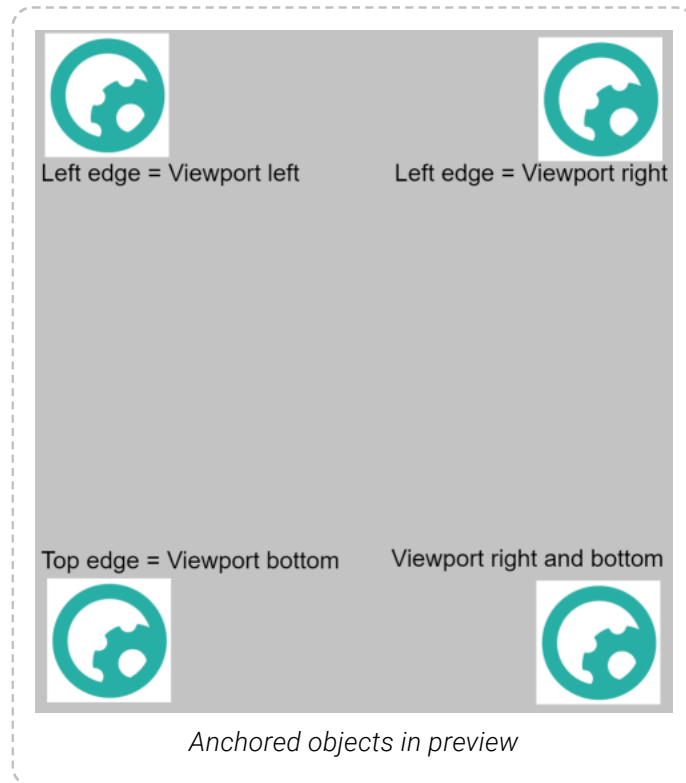 Left edge = Viewport left
Left edge = Viewport right
Top edge = Viewport bottom
Viewport right and bottom
Anchored objects in preview